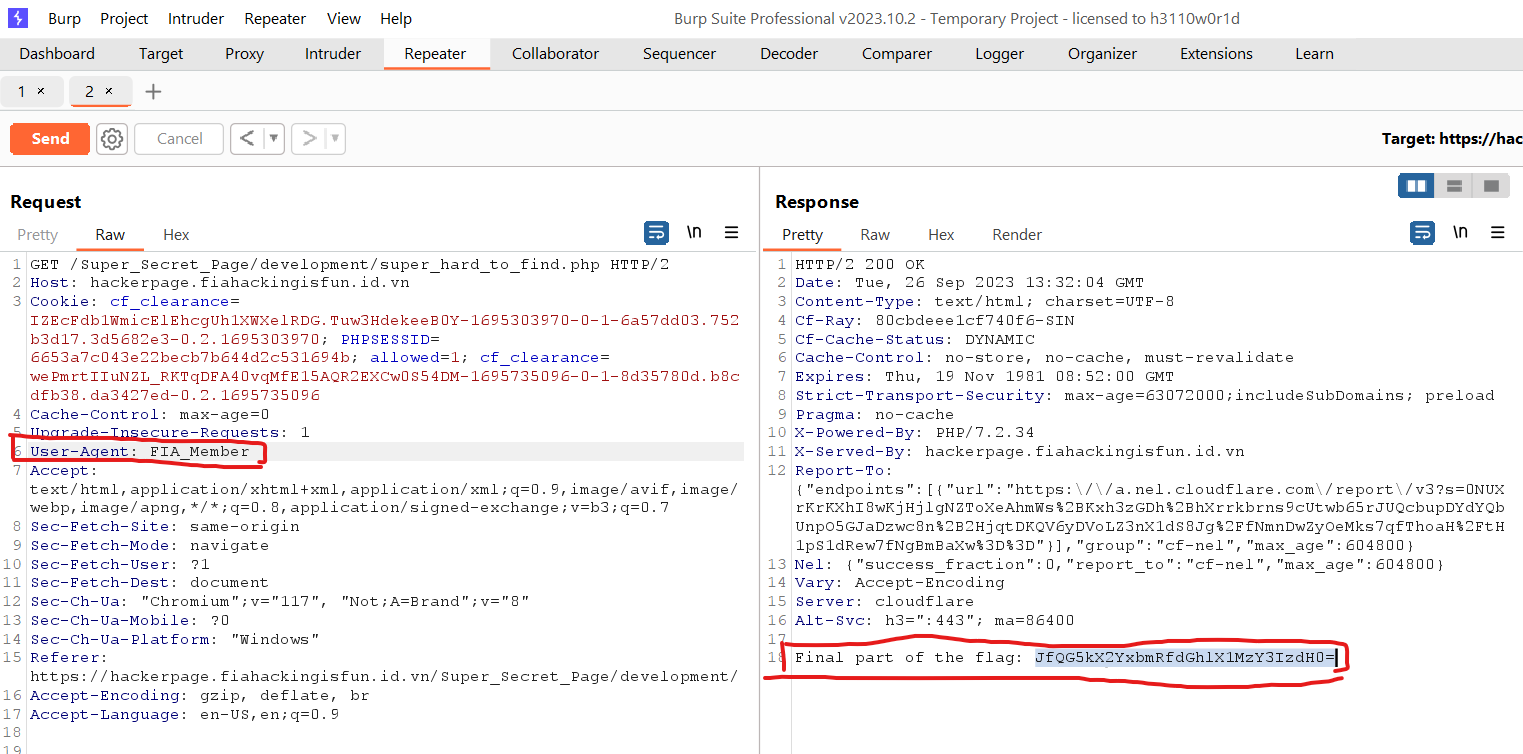 Burp Project Intruder Repeater View Help Burp Suite Professional v2023.10.2 - Temporary Project - licensed to h3110w0r1d
Dashboard Target Proxy Intruder Repeater Collaborator Sequencer Decoder Comparer Logger Organizer Extensions Learn
1 × 2 × +
Send Cancel < > Target: https://hac
Request
Pretty Raw Hex \n
1 GET /Super_Secret_Page/development/super_hard_to_find.php HTTP/2
2 Host: hackerpage.fiahackingisfun.id.vn
3 Cookie: cf_clearance=
IZEcFdb1WmicElEhcgUh1XWXelRDG.Tuw3HdekeeB0Y-1695303970-0-1-6a57dd03.752
b3d17.3d5682e3-0.2.1695303970; PHPSESSID=
6653a7c043e22becb7b644d2c531694b; allowed=1; cf_clearance=
wePmrtIIuNZL_RKTqDFA40vqMfE15AQR2EXCw0S54DM-1695735096-0-1-8d35780d.b8c
dfb38.da3427ed-0.2.1695735096
4 Cache-Control: max-age=0
5 Upgrade-Insecure-Requests: 1
6 User-Agent: FIA_Member
7 Accept:
text/html,application/xhtml+xml,application/xml;q=0.9,image/avif,image/
webp,image/apng,*/*;q=0.8,application/signed-exchange;v=b3;q=0.7
8 Sec-Fetch-Site: same-origin
9 Sec-Fetch-Mode: navigate
10 Sec-Fetch-User: ?1
11 Sec-Fetch-Dest: document
12 Sec-Ch-Ua: "Chromium";v="117", "Not;A=Brand";v="8"
13 Sec-Ch-Ua-Mobile: ?0
14 Sec-Ch-Ua-Platform: "Windows"
15 Referer:
https://hackerpage.fiahackingisfun.id.vn/Super_Secret_Page/development/
16 Accept-Encoding: gzip, deflate, br
17 Accept-Language: en-US,en;q=0.9
18
19
Response
Pretty Raw Hex Render \n
1 HTTP/2 200 OK
2 Date: Tue, 26 Sep 2023 13:32:04 GMT
3 Content-Type: text/html; charset=UTF-8
4 Cf-Ray: 80cbdeee1cf740f6-SIN
5 Cf-Cache-Status: DYNAMIC
6 Cache-Control: no-store, no-cache, must-revalidate
7 Expires: Thu, 19 Nov 1981 08:52:00 GMT
8 Strict-Transport-Security: max-age=63072000;includeSubDomains; preload
9 Pragma: no-cache
10 X-Powered-By: PHP/7.2.34
11 X-Served-By: hackerpage.fiahackingisfun.id.vn
12 Report-To:
{"endpoints":[{"url":"https:\/\/a.nel.cloudflare.com\/report\/v3?s=0NUX
rKrKXhI8wKjHjlgNZToXeAhmWs%2BKxh3zGDh%2BhXrrkbrns9cUtwb65rJUQcbupDYdYQb
UnpO5GJaDzwc8n%2B2HjqtDKQV6yDVoLZ3nX1dS8Jg%2FfNmnDwZyOeMks7qfThoaH%2FtH
1pS1dRew7fNgBmBaXw%3D%3D"}],"group":"cf-nel","max_age":604800}
13 Nel: {"success_fraction":0,"report_to":"cf-nel","max_age":604800}
14 Vary: Accept-Encoding
15 Server: cloudflare
16 Alt-Svc: h3=":443"; ma=86400
17
18 Final part of the flag: JfQG5kX2YxbmRfdGhlX1MzY3IzdH0=